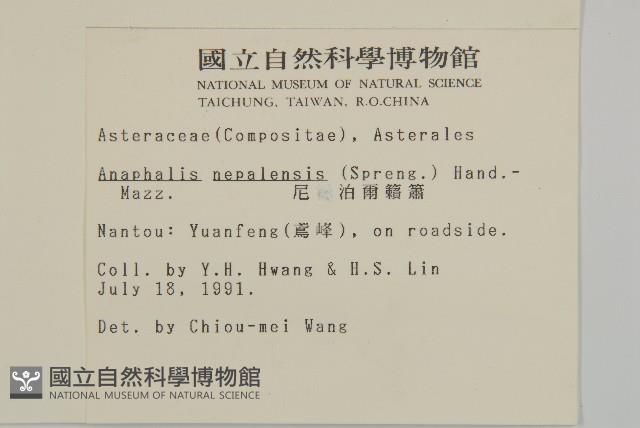 國立自然科學博物館
NATIONAL MUSEUM OF NATURAL SCIENCE
TAICHUNG, TAIWAN, R.O.CHINA
Asteraceae(Compositae), Asterales
Anaphalis nepalensis (Spreng.) Hand.-
Mazz. 尼 泊爾籟簫
Nantou: Yuanfeng(鳶峰), on roadside.
Coll. by Y.H. Hwang & H.S. Lin
July 18, 1991.
Det. by Chiou-mei Wang
國立自然科學博物館
NATIONAL MUSEUM OF NATURAL SCIENCE